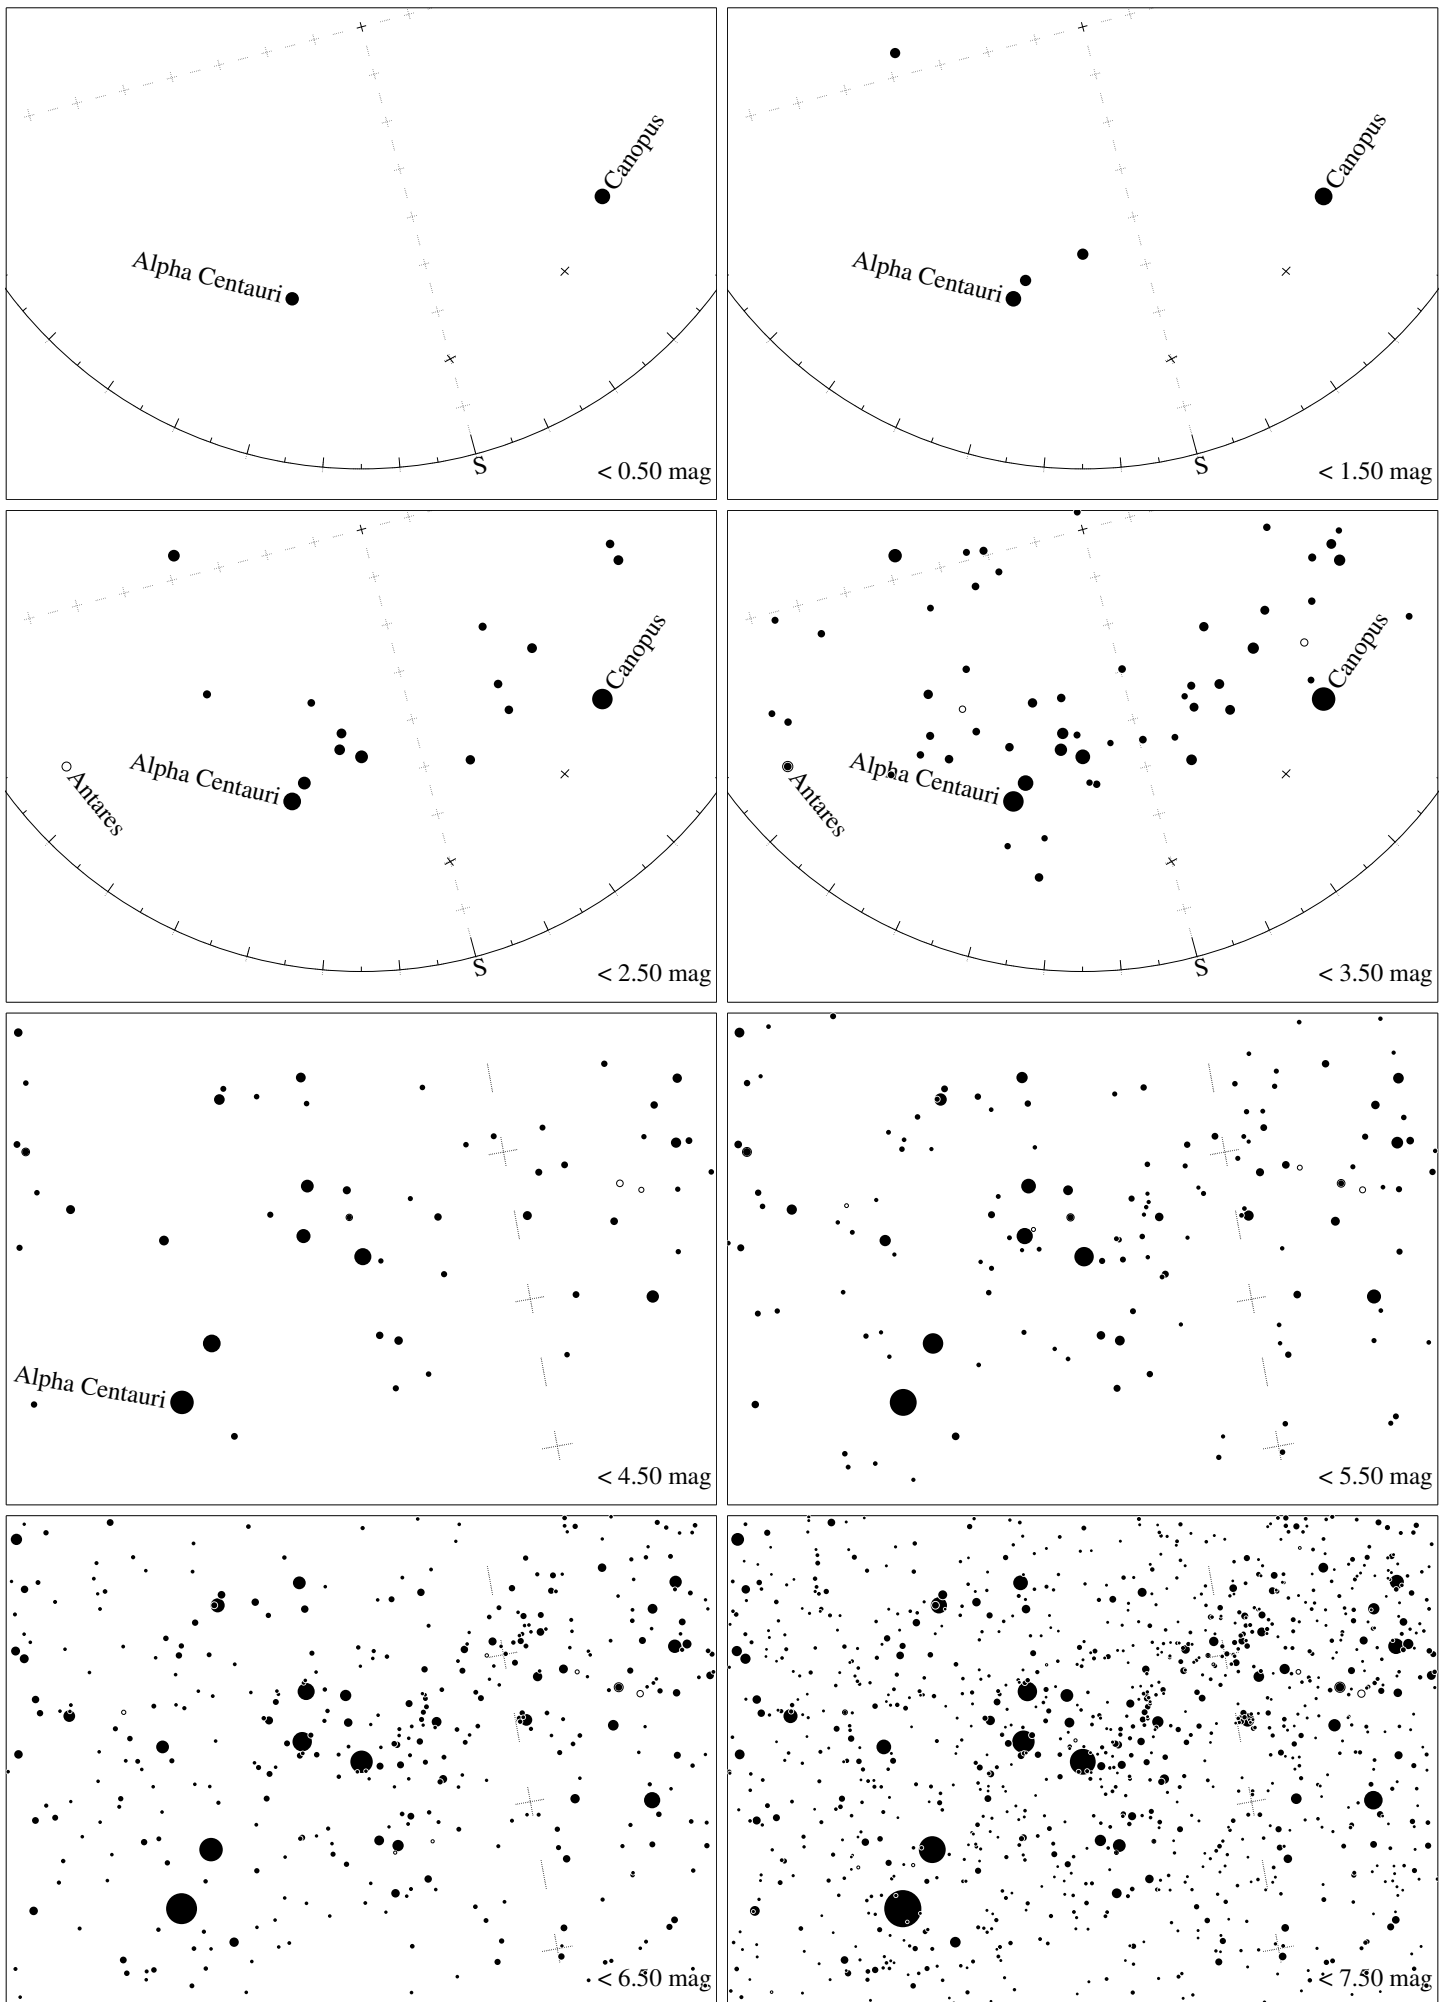 Canopus
Alpha Centauri
S
< 0.50 mag
Canopus
Alpha Centauri
S
< 1.50 mag
Canopus
Alpha Centauri
Antares
S
< 2.50 mag
Canopus
Alpha Centauri
Antares
S
< 3.50 mag
Alpha Centauri
< 4.50 mag
< 5.50 mag
< 6.50 mag
< 7.50 mag